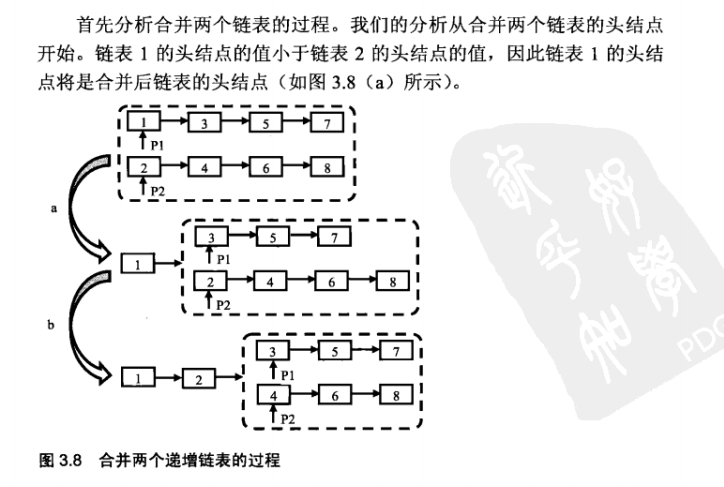 首先分析合并两个链表的过程。我们的分析从合并两个链表的头结点
开始。链表 1 的头结点的值小于链表 2 的头结点的值，因此链表 1 的头结
点将是合并后链表的头结点（如图 3.8（a）所示）。
1 3 5 7
P1
2 4 6 8
P2
a
3 5 7
P1
1
2 4 6 8
P2
b
3 5 7
P1
1 2
4 6 8
P2
图 3.8 合并两个递增链表的过程
PDG